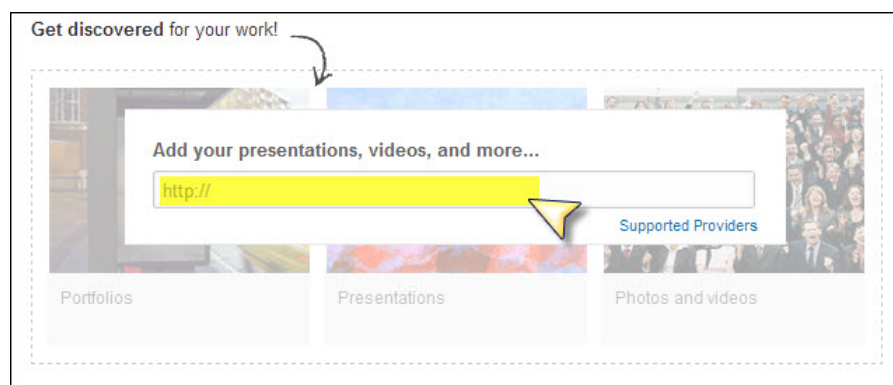 Get discovered for your work!
Add your presentations, videos, and more...
http://
Supported Providers
Portfolios
Presentations
Photos and videos